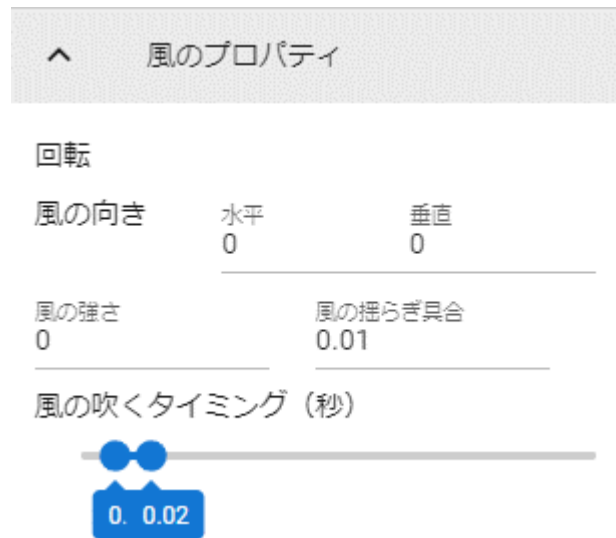 風のプロパティ
回転
風の向き 水平 垂直
0 0
風の強さ 風の揺らぎ具合
0 0.01
風の吹くタイミング（秒）
0. 0.02